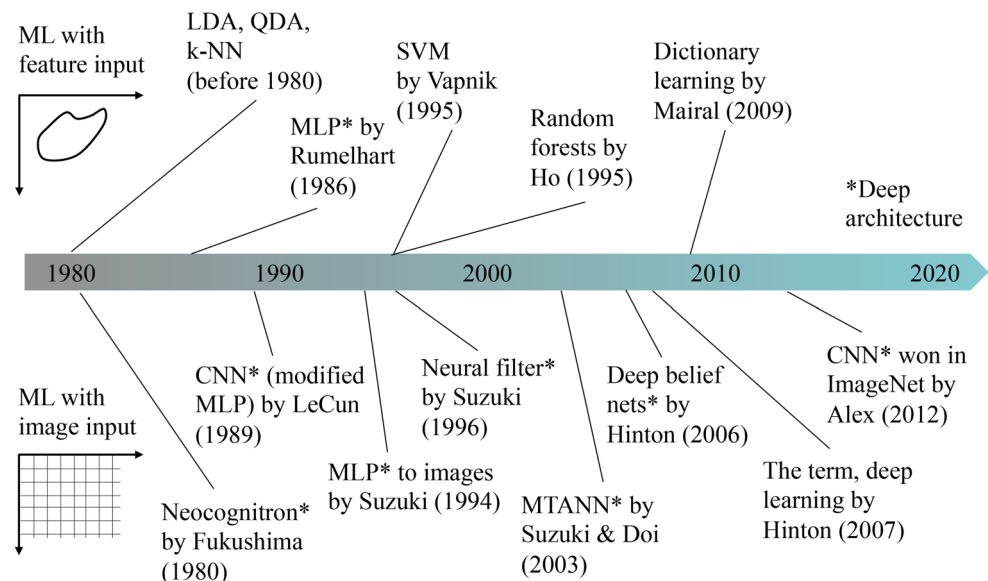 ML with
feature input
LDA, QDA,
k-NN
(before 1980)
MLP* by
Rumelhart
(1986)
SVM
by Vapnik
(1995)
Random
forests by
Ho (1995)
Dictionary
learning by
Mairal (2009)
*Deep
architecture
1980 1990 2000 2010 2020
ML with
image input
Neocognitron*
by Fukushima
(1980)
CNN* (modified
MLP) by LeCun
(1989)
MLP* to images
by Suzuki (1994)
Neural filter*
by Suzuki
(1996)
MTANN* by
Suzuki & Doi
(2003)
Deep belief
nets* by
Hinton (2006)
The term, deep
learning by
Hinton (2007)
CNN* won in
ImageNet by
Alex (2012)